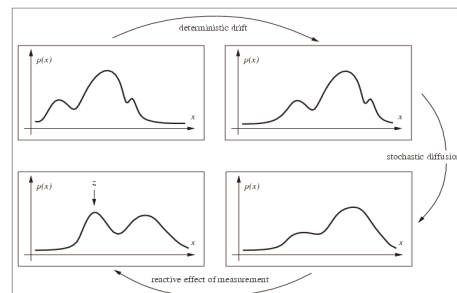 deterministic drift
p(x)
x
p(x)
x
stochastic diffusion
p(x)
z
x
p(x)
x
reactive effect of measurement